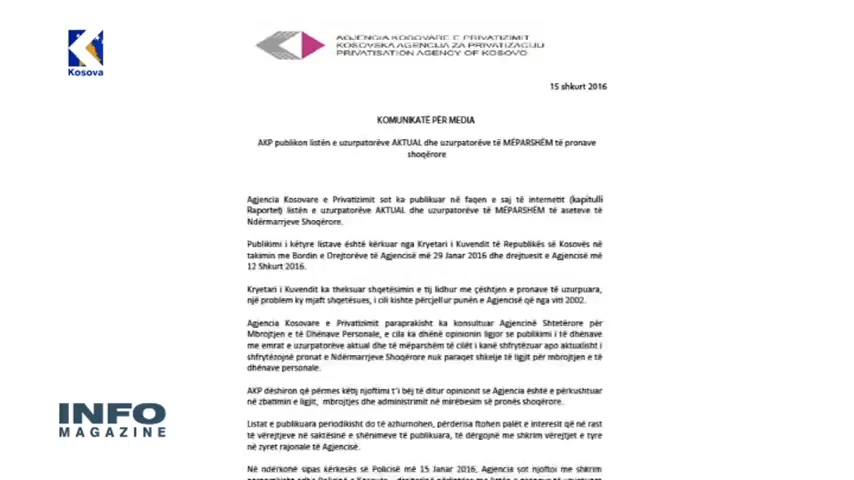 Kosova
AGJENCIA KOSOVARE E PRIVATIZIMIT
KOSOVSKA AGENCIJA ZA PRIVATIZACIJU
PRIVATISATION AGENCY OF KOSOVO
15 shkurt 2016
KOMUNIKATË PËR MEDIA
AKP publikon listën e uzurpatorëve AKTUAL dhe uzurpatorëve të MËPARSHËM të pronave
shoqërore
Agjencia Kosovare e Privatizimit sot ka publikuar në faqen e saj të internetit (kapitulli
Raportet) listën e uzurpatorëve AKTUAL dhe uzurpatorëve të MËPARSHËM të aseteve të
Ndërmarrjeve Shoqërore.
Publikimi i këtyre listave është kërkuar nga Kryetari i Kuvendit të Republikës së Kosovës në
takimin me Bordin e Drejtorëve të Agjencisë më 29 Janar 2016 dhe drejtuesit e Agjencisë më
12 Shkurt 2016.
Kryetari i Kuvendit ka theksuar shqetësimin e tij lidhur me çështjen e pronave të uzurpuara,
një problem ky mjaft shqetësues, i cili kishte përcjellur punën e Agjencisë që nga viti 2002.
Agjencia Kosovare e Privatizimit paraprakisht ka konsultuar Agjencinë Shtetërore për
Mbrojtjen e të Dhënave Personale, e cila ka dhënë opinionin ligjor se publikimi i të dhënave
me emrat e uzurpatorëve aktual dhe të mëparshëm të cilët i kanë shfrytëzuar apo aktualisht i
shfrytëzojnë pronat e Ndërmarrjeve Shoqërore nuk paraqet shkelje të ligjit për mbrojtjen e të
dhënave personale.
AKP dëshiron që përmes këtij njoftimi t'i bëj të ditur opinionit se Agjencia është e përkushtuar
në zbatimin e ligjit, mbrojtjes dhe administrimit në mirëbesim së pronës shoqërore.
Listat e publikuara periodikisht do të azhurnohen, përderisa ftohen palët e interesit që në rast
të vërejtjeve në saktësinë e shënimeve të publikuara, të dërgojnë me shkrim vërejtjet e tyre
në zyret rajonale të Agjencisë.
Në ndërkohë sipas kërkesës së Policisë më 15 Janar 2016, Agjencia sot njoftoi me shkrim
INFO
MAGAZINE